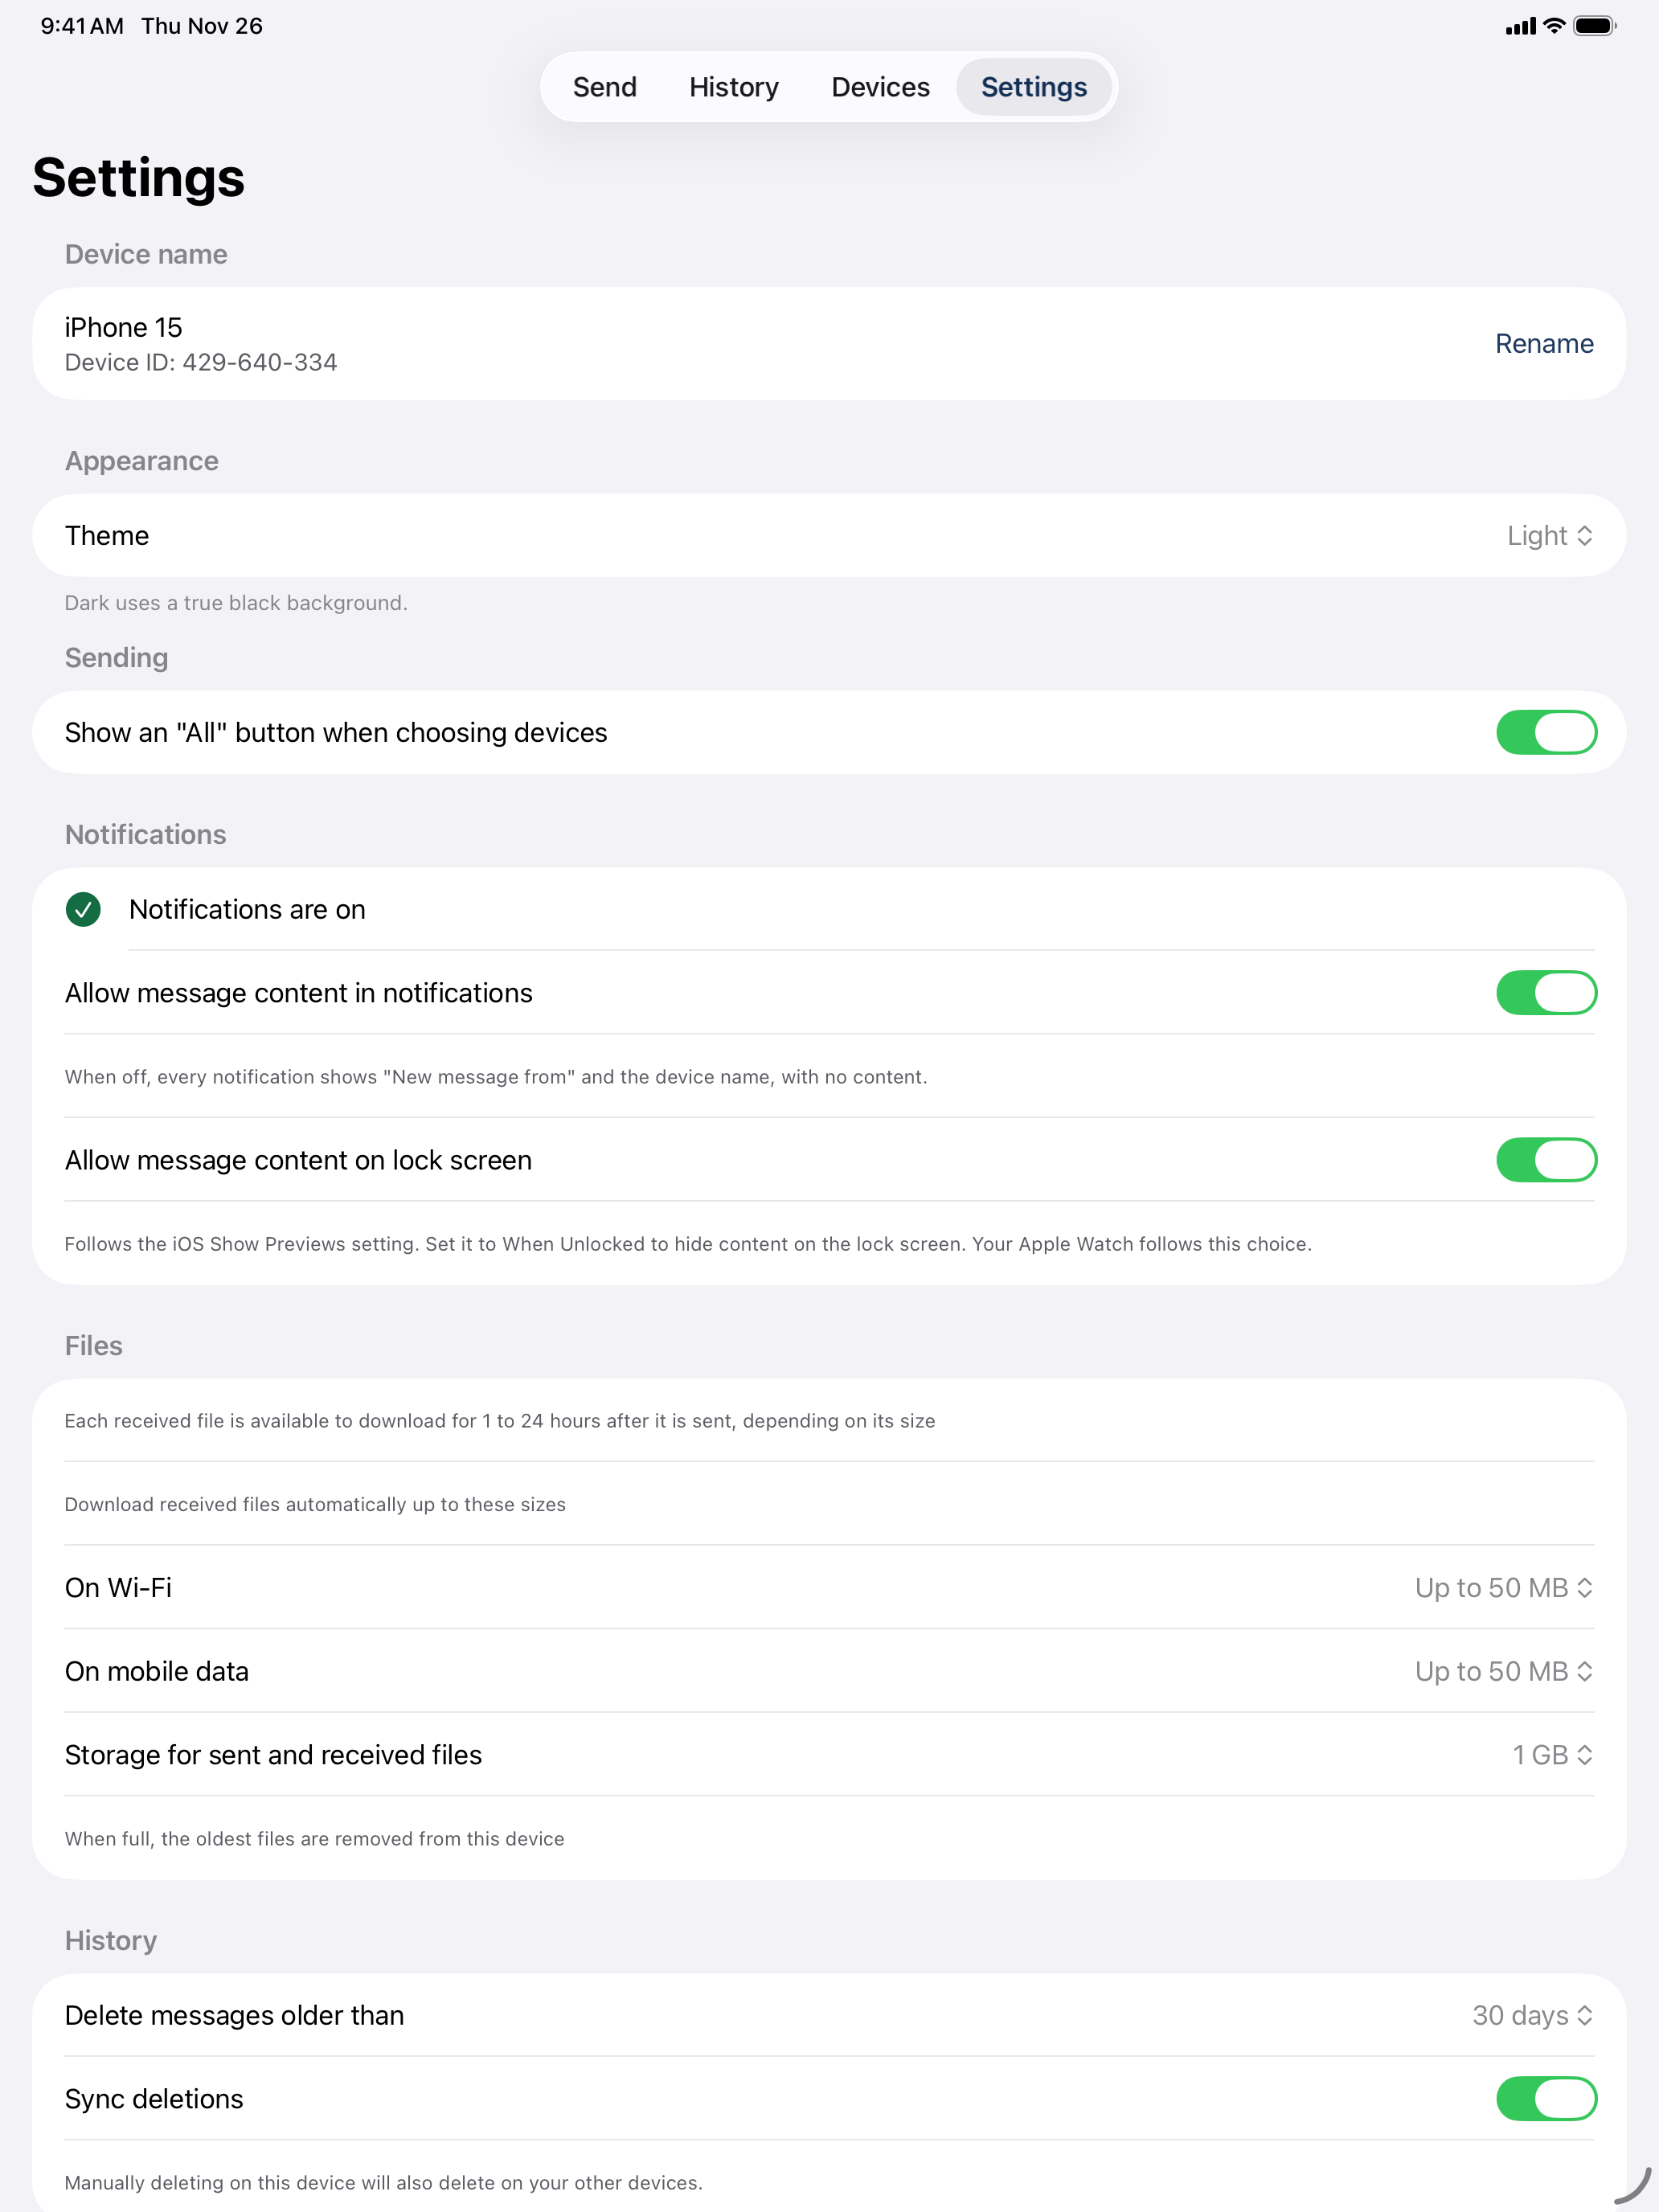 9:41 AM Thu Nov 26
Send History Devices Settings
Settings
Device name
iPhone 15
Device ID: 429-640-334
Rename
Appearance
Theme
Light
Dark uses a true black background.
Sending
Show an "All" button when choosing devices
Notifications
Notifications are on
Allow message content in notifications
When off, every notification shows "New message from" and the device name, with no content.
Allow message content on lock screen
Follows the iOS Show Previews setting. Set it to When Unlocked to hide content on the lock screen. Your Apple Watch follows this choice.
Files
Each received file is available to download for 1 to 24 hours after it is sent, depending on its size
Download received files automatically up to these sizes
On Wi-Fi
Up to 50 MB
On mobile data
Up to 50 MB
Storage for sent and received files
1 GB
When full, the oldest files are removed from this device
History
Delete messages older than
30 days
Sync deletions
Manually deleting on this device will also delete on your other devices.